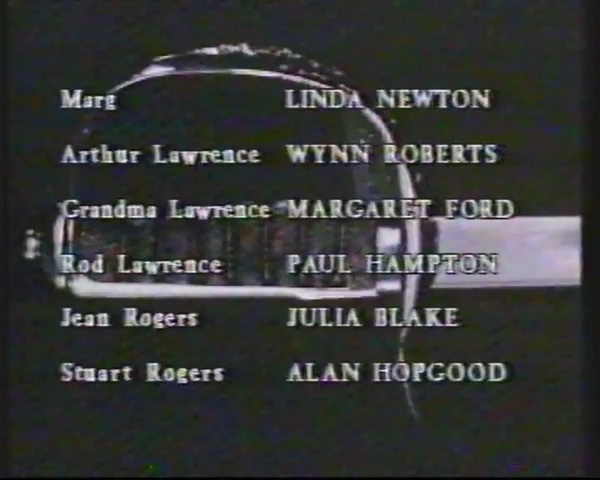 Marg LINDA NEWTON
Arthur Lawrence WYNN ROBERTS
Grandma Lawrence MARGARET FORD
Rod Lawrence PAUL HAMPTON
Jean Rogers JULIA BLAKE
Stuart Rogers ALAN HOPGOOD